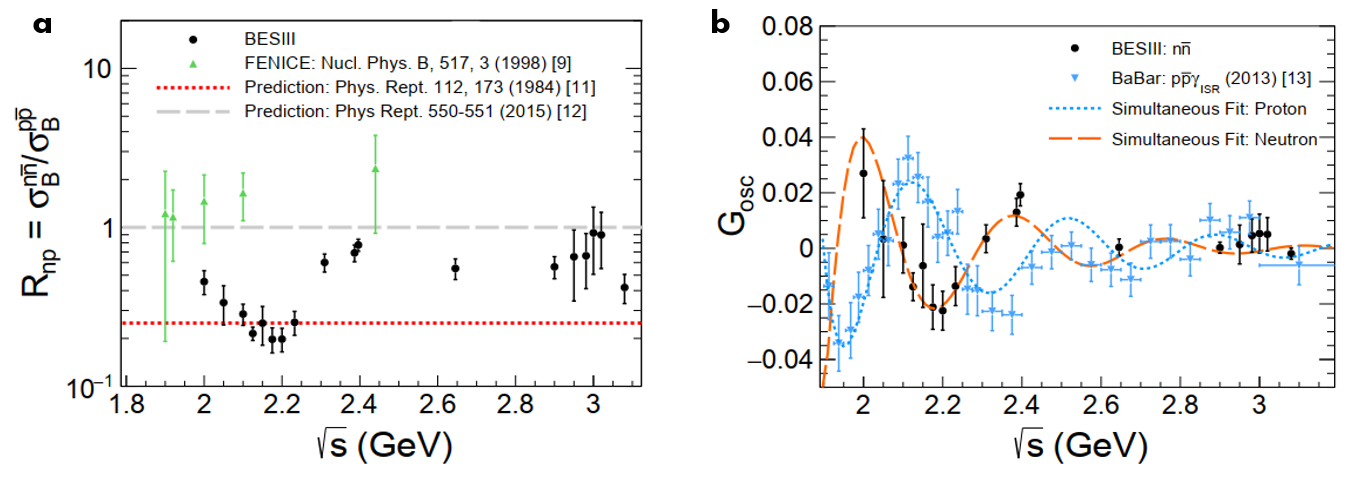 a
BESIII
FENICE: Nucl. Phys. B, 517, 3 (1998) [9]
Prediction: Phys. Rept. 112, 173 (1984) [11]
Prediction: Phys Rept. 550-551 (2015) [12]
R_np = σ_B^{nn̅}/σ_B^{pp̅}
10
1
10⁻¹
1.8 2 2.2 2.4 2.6 2.8 3
√s (GeV)
b
BESIII: nn̅
BaBar: pp̅γ_ISR (2013) [13]
Simultaneous Fit: Proton
Simultaneous Fit: Neutron
G_osc
0.08
0.06
0.04
0.02
0
−0.02
−0.04
2 2.2 2.4 2.6 2.8 3
√s (GeV)